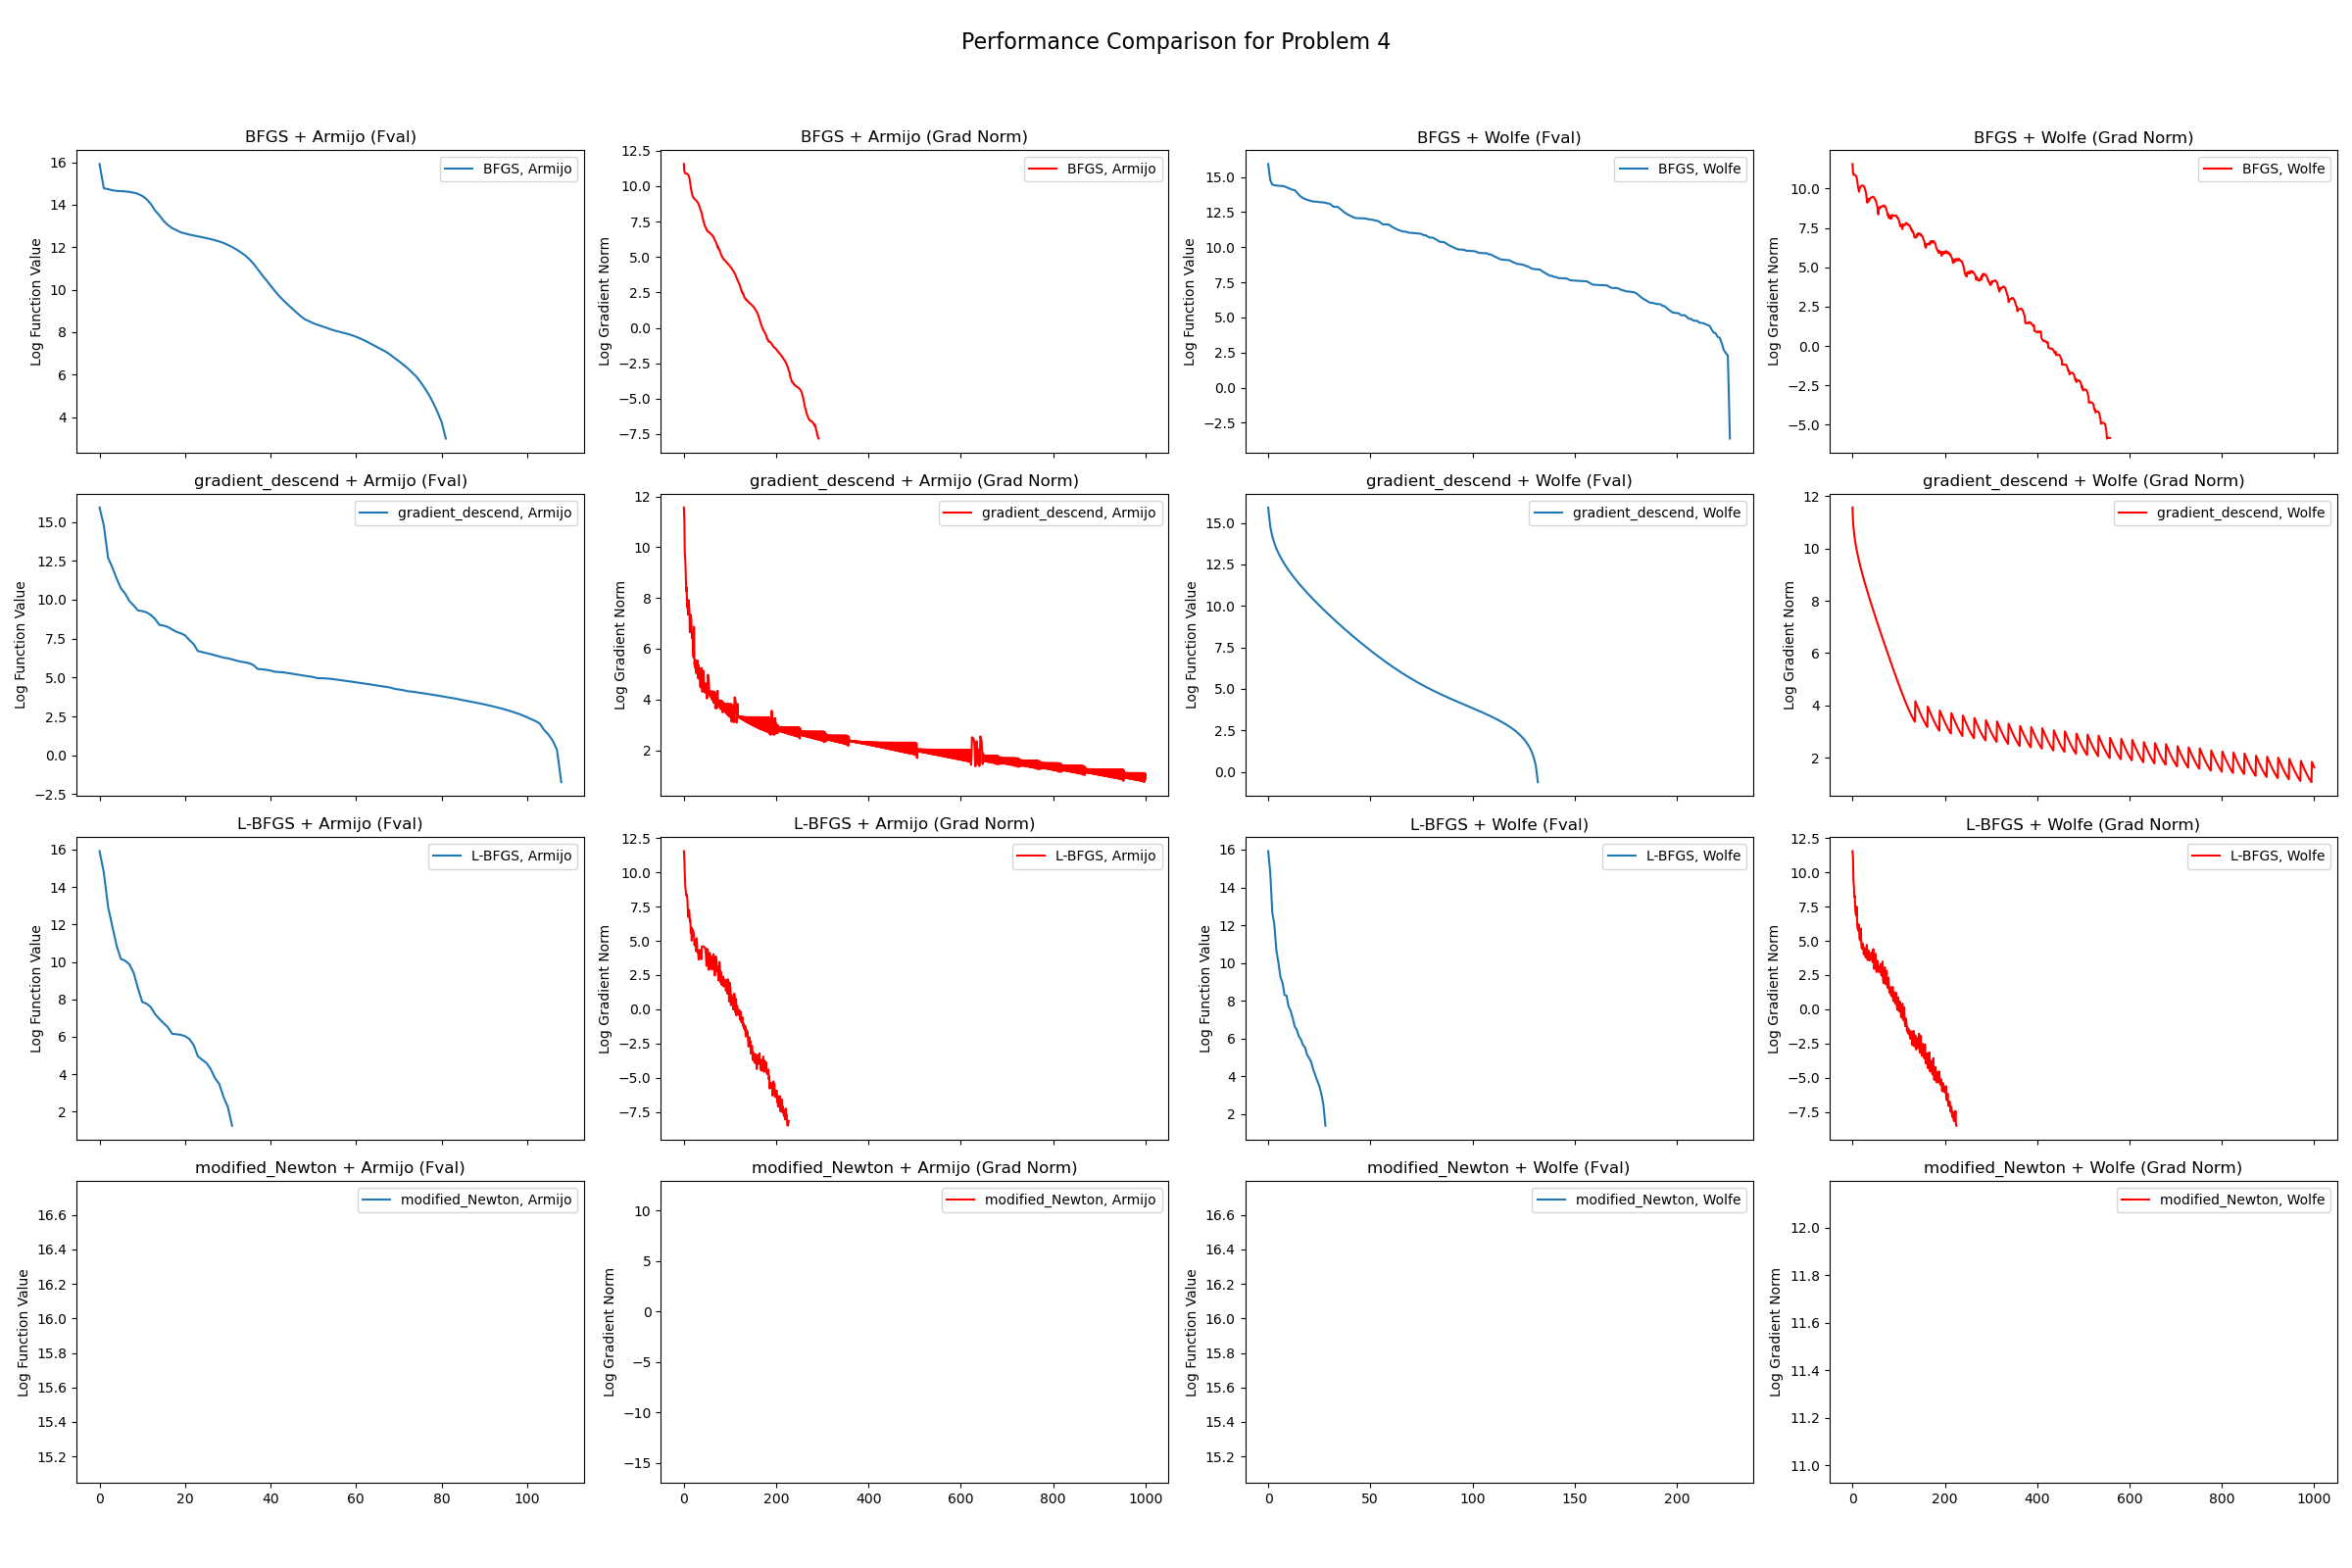 Performance Comparison for Problem 4
BFGS + Armijo (Fval)
BFGS, Armijo
Log Function Value
16
14
12
10
8
6
4
BFGS + Armijo (Grad Norm)
BFGS, Armijo
Log Gradient Norm
12.5
10.0
7.5
5.0
2.5
0.0
−2.5
−5.0
−7.5
BFGS + Wolfe (Fval)
BFGS, Wolfe
Log Function Value
15.0
12.5
10.0
7.5
5.0
2.5
0.0
−2.5
BFGS + Wolfe (Grad Norm)
BFGS, Wolfe
Log Gradient Norm
10.0
7.5
5.0
2.5
0.0
−2.5
−5.0
gradient_descend + Armijo (Fval)
gradient_descend, Armijo
Log Function Value
15.0
12.5
10.0
7.5
5.0
2.5
0.0
−2.5
gradient_descend + Armijo (Grad Norm)
gradient_descend, Armijo
Log Gradient Norm
12
10
8
6
4
2
gradient_descend + Wolfe (Fval)
gradient_descend, Wolfe
Log Function Value
15.0
12.5
10.0
7.5
5.0
2.5
0.0
gradient_descend + Wolfe (Grad Norm)
gradient_descend, Wolfe
Log Gradient Norm
12
10
8
6
4
2
L-BFGS + Armijo (Fval)
L-BFGS, Armijo
Log Function Value
16
14
12
10
8
6
4
2
L-BFGS + Armijo (Grad Norm)
L-BFGS, Armijo
Log Gradient Norm
12.5
10.0
7.5
5.0
2.5
0.0
−2.5
−5.0
−7.5
L-BFGS + Wolfe (Fval)
L-BFGS, Wolfe
Log Function Value
16
14
12
10
8
6
4
2
L-BFGS + Wolfe (Grad Norm)
L-BFGS, Wolfe
Log Gradient Norm
12.5
10.0
7.5
5.0
2.5
0.0
−2.5
−5.0
−7.5
modified_Newton + Armijo (Fval)
modified_Newton, Armijo
Log Function Value
16.6
16.4
16.2
16.0
15.8
15.6
15.4
15.2
0 20 40 60 80 100
modified_Newton + Armijo (Grad Norm)
modified_Newton, Armijo
Log Gradient Norm
10
5
0
−5
−10
−15
0 200 400 600 800 1000
modified_Newton + Wolfe (Fval)
modified_Newton, Wolfe
Log Function Value
16.6
16.4
16.2
16.0
15.8
15.6
15.4
15.2
0 50 100 150 200
modified_Newton + Wolfe (Grad Norm)
modified_Newton, Wolfe
Log Gradient Norm
12.0
11.8
11.6
11.4
11.2
11.0
0 200 400 600 800 1000